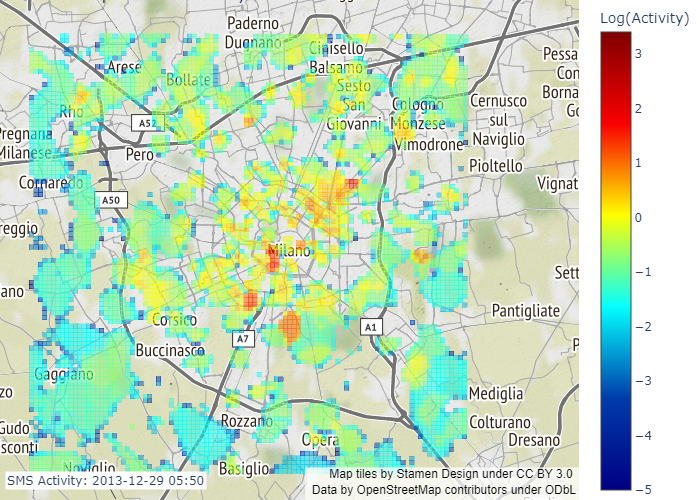 Log(Activity)
3
2
1
0
−1
−2
−3
−4
−5
Paderno
Dugnano
Cinisello
Balsamo
Arese
Bollate
Sesto
San
Giovanni
Cologno
Monzese
Cernusco
sul
Naviglio
Pessa
Con
Borna
Go
Rho
A52
Pregnana
Milanese
Pero
Vimodrone
Pioltello
Cornaredo
A50
Vignat
reggio
Milano
Sett
ano
Pantigliate
Corsico
A7
A1
Buccinasco
P
Gaggiano
zo
Mediglia
Rozzano
Colturano
Gudo
sconti
Opera
Dresano
Noviglio
Basiglio
SMS Activity: 2013-12-29 05:50
Map tiles by Stamen Design under CC BY 3.0
Data by OpenStreetMap contributors under ODbL